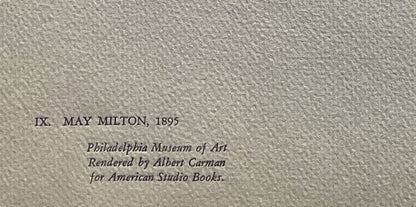 IX. MAY MILTON, 1895
Philadelphia Museum of Art
Rendered by Albert Carman
for American Studio Books.